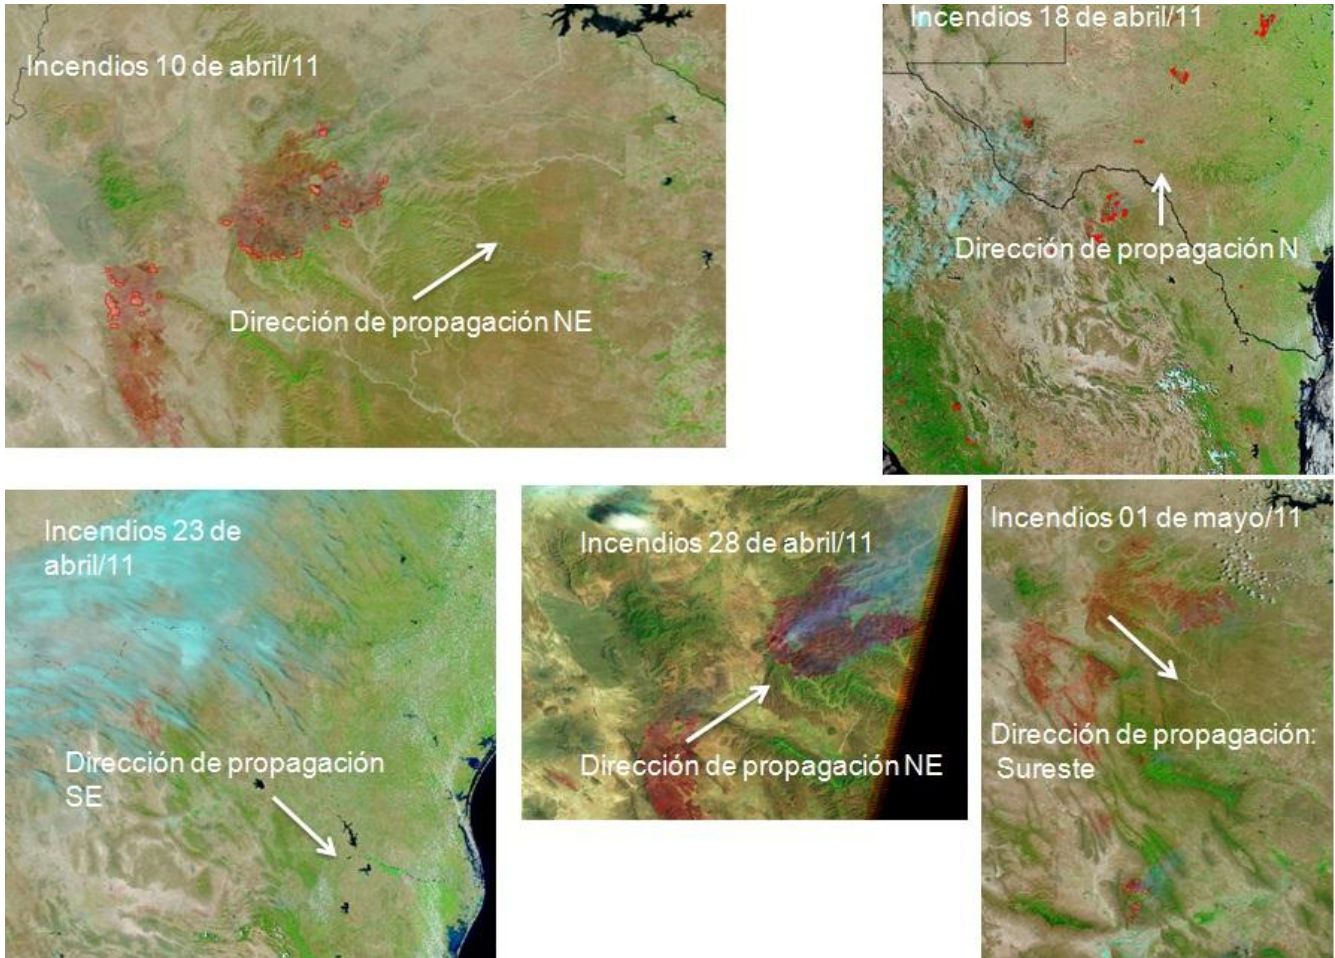 Incendios 10 de abril/11
Dirección de propagación NE
Incendios 18 de abril/11
Dirección de propagación N
Incendios 23 de
abril/11
Dirección de propagación
SE
Incendios 28 de abril/11
Dirección de propagación NE
Incendios 01 de mayo/11
Dirección de propagación:
Sureste